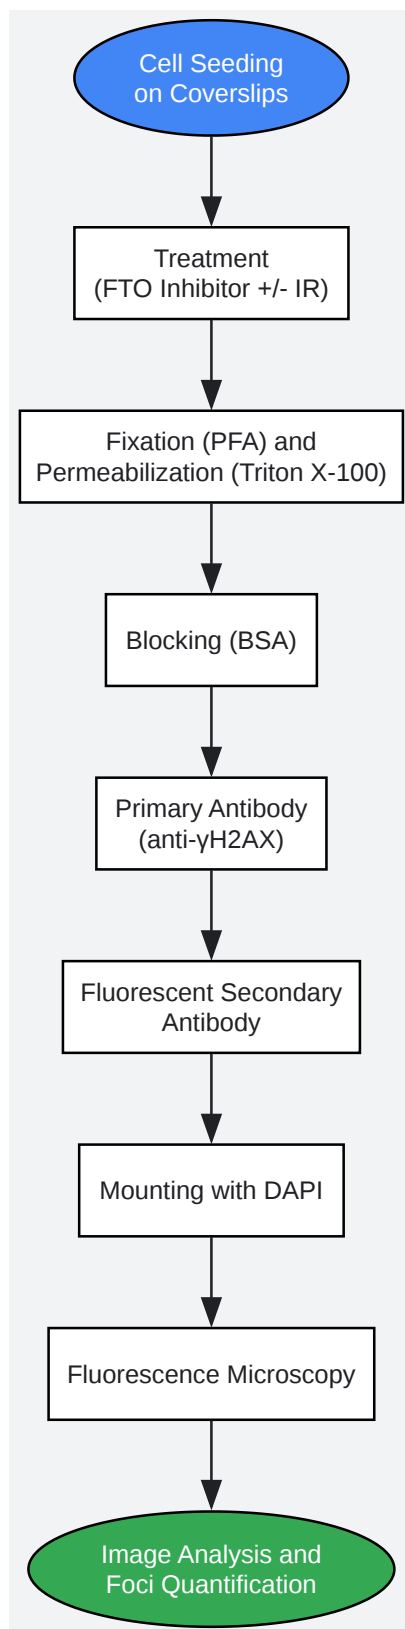 Cell Seeding
on Coverslips
Treatment
(FTO Inhibitor +/- IR)
Fixation (PFA) and
Permeabilization (Triton X-100)
Blocking (BSA)
Primary Antibody
(anti-γH2AX)
Fluorescent Secondary
Antibody
Mounting with DAPI
Fluorescence Microscopy
Image Analysis and
Foci Quantification